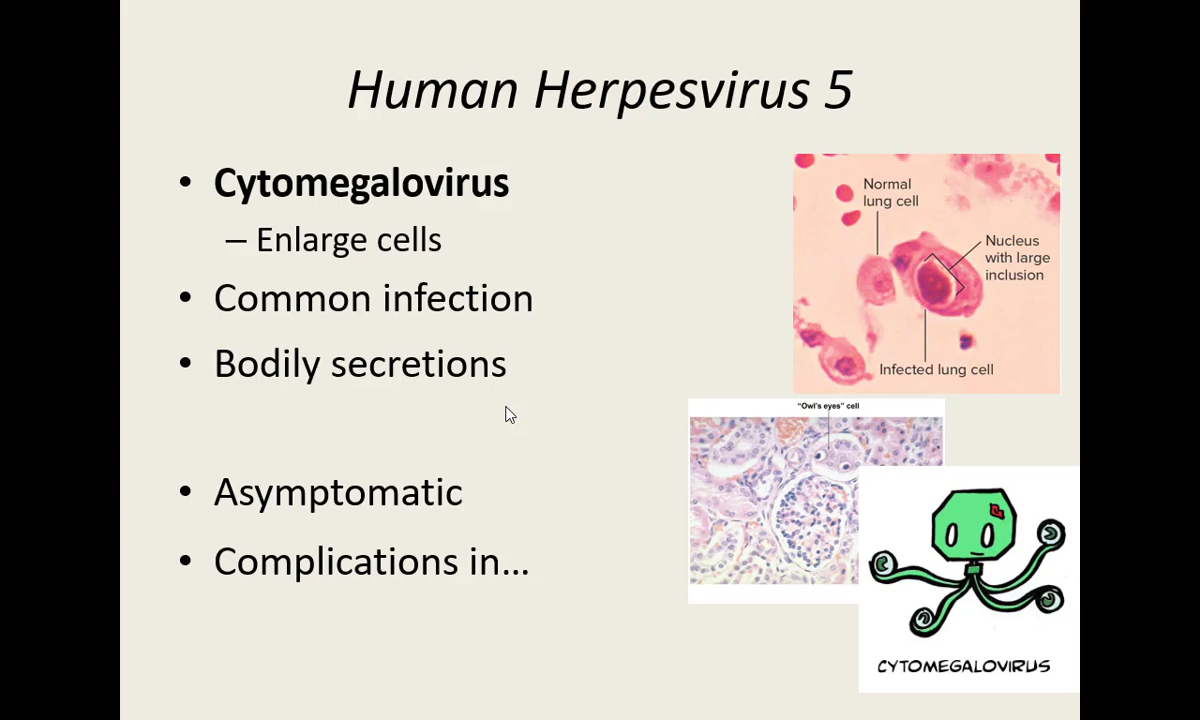 Human Herpesvirus 5
• Cytomegalovirus
– Enlarge cells
• Common infection
• Bodily secretions
• Asymptomatic
• Complications in…
Normal
lung cell
Nucleus
with large
inclusion
Infected lung cell
"Owl's eyes" cell
CYTOMEGALOVIRUS